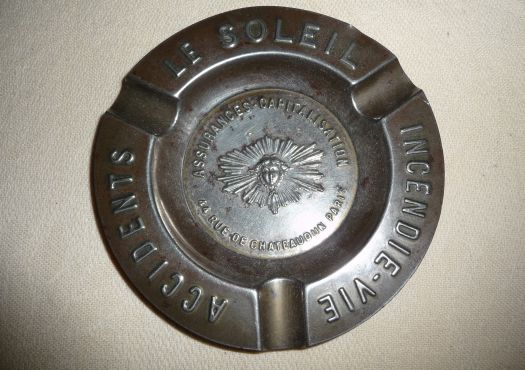 LE SOLEIL
INCENDIE-VIE
ACCIDENTS
ASSURANCES-CAPITALISATION
44 RUE DE CHATEAUDUN PARIS